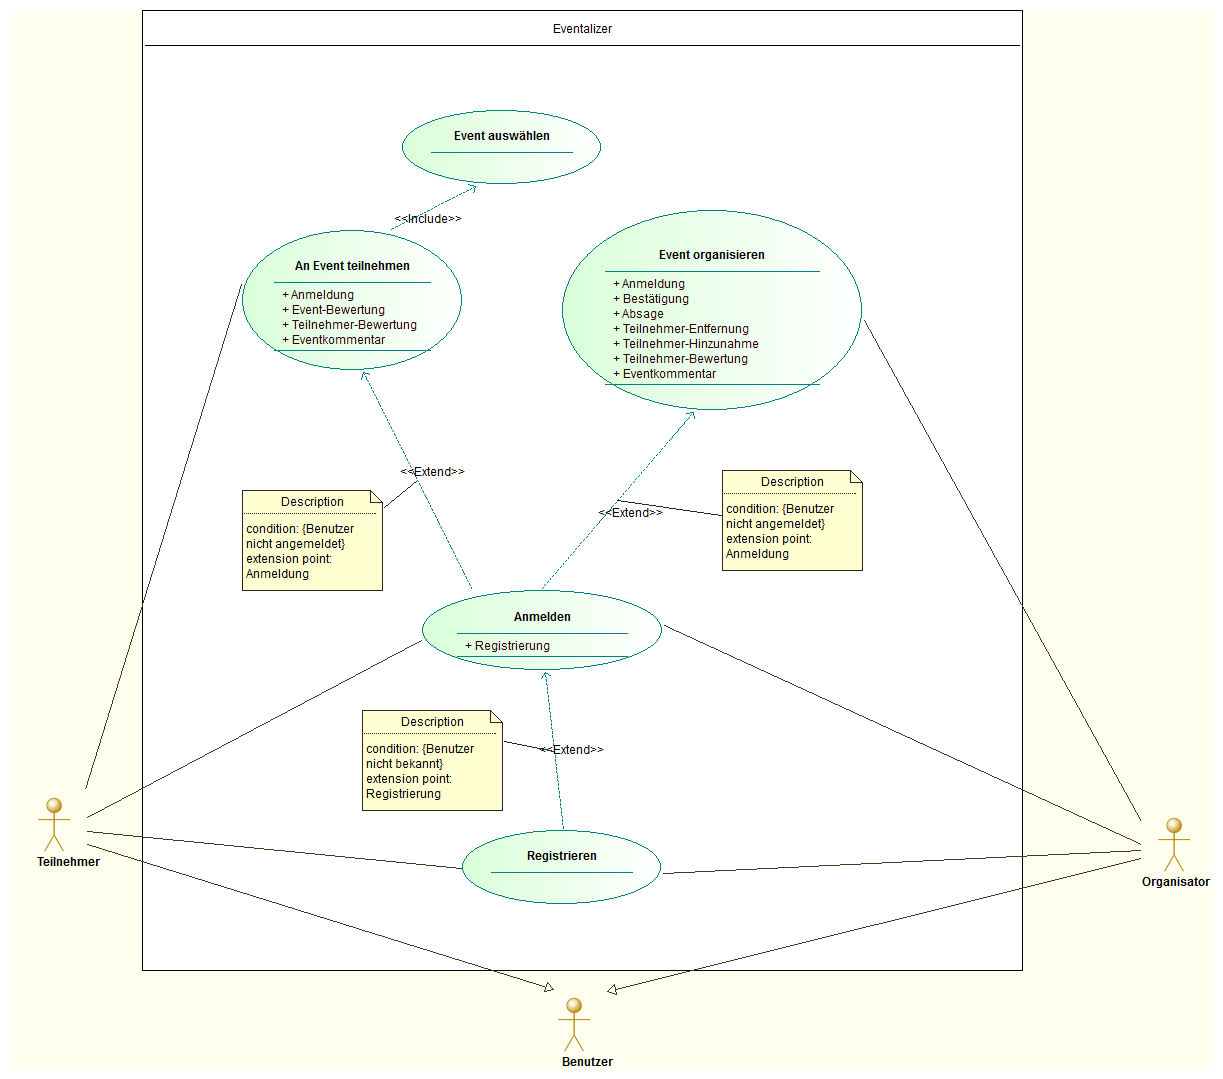 Eventalizer
Event auswählen
<<Include>>
An Event teilnehmen
+ Anmeldung
+ Event-Bewertung
+ Teilnehmer-Bewertung
+ Eventkommentar
Event organisieren
+ Anmeldung
+ Bestätigung
+ Absage
+ Teilnehmer-Entfernung
+ Teilnehmer-Hinzunahme
+ Teilnehmer-Bewertung
+ Eventkommentar
<<Extend>>
Description
condition: {Benutzer
nicht angemeldet}
extension point:
Anmeldung
<<Extend>>
Description
condition: {Benutzer
nicht angemeldet}
extension point:
Anmeldung
Anmelden
+ Registrierung
Description
condition: {Benutzer
nicht bekannt}
extension point:
Registrierung
<<Extend>>
Registrieren
Teilnehmer
Organisator
Benutzer